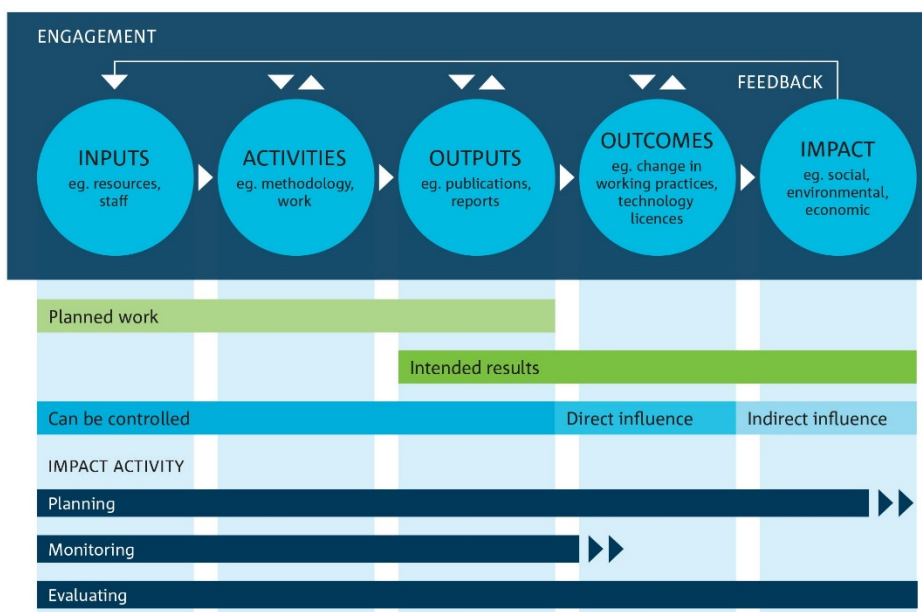 ENGAGEMENT
FEEDBACK
INPUTS
eg. resources,
staff
ACTIVITIES
eg. methodology,
work
OUTPUTS
eg. publications,
reports
OUTCOMES
eg. change in
working practices,
technology
licences
IMPACT
eg. social,
environmental,
economic
Planned work
Intended results
Can be controlled
Direct influence
Indirect influence
IMPACT ACTIVITY
Planning
Monitoring
Evaluating